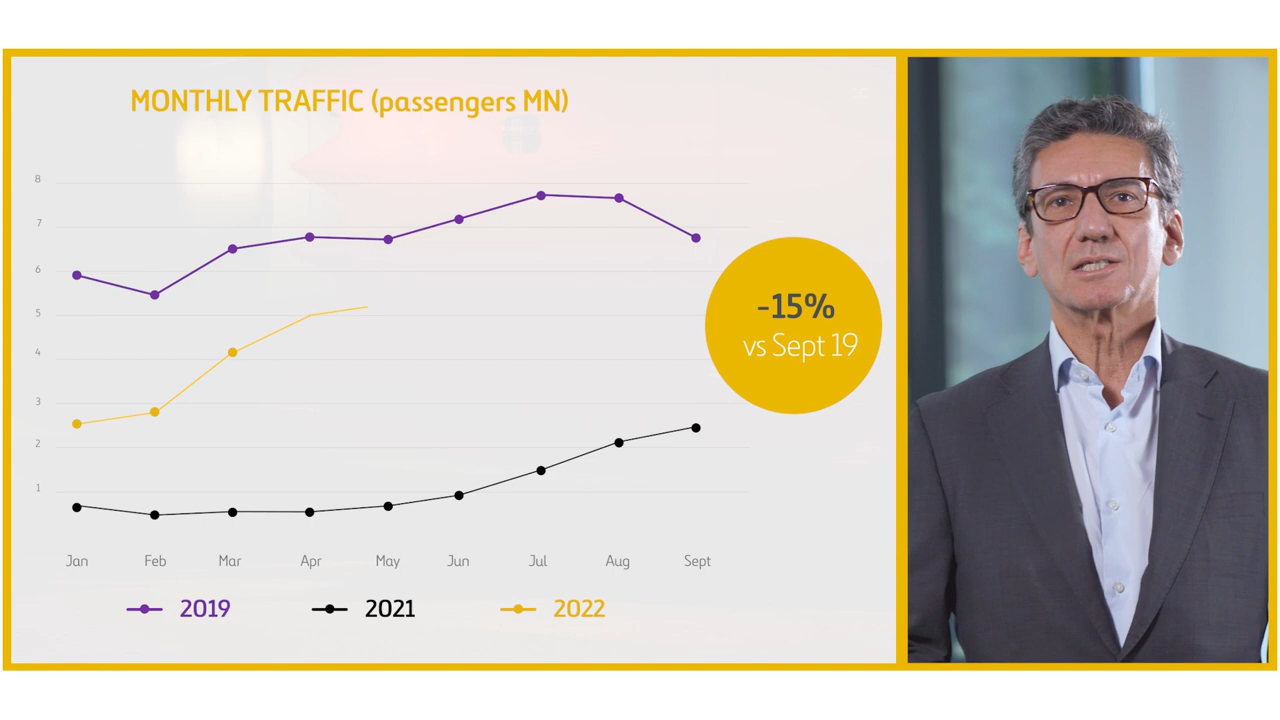 MONTHLY TRAFFIC (passengers MN)
8
7
6
5
4
3
2
1
-15%
vs Sept 19
Jan Feb Mar Apr May Jun Jul Aug Sept
2019 2021 2022